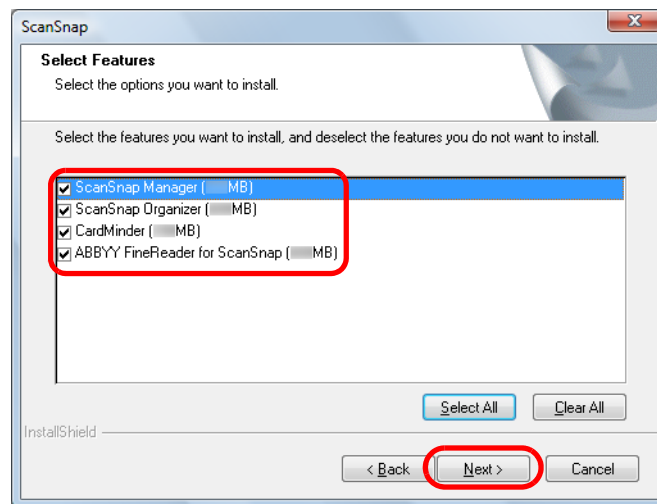 ScanSnap
Select Features
Select the options you want to install.
Select the features you want to install, and deselect the features you do not want to install.
ScanSnap Manager ( MB)
ScanSnap Organizer ( MB)
CardMinder ( MB)
ABBYY FineReader for ScanSnap ( MB)
Select All Clear All
InstallShield
< Back Next > Cancel